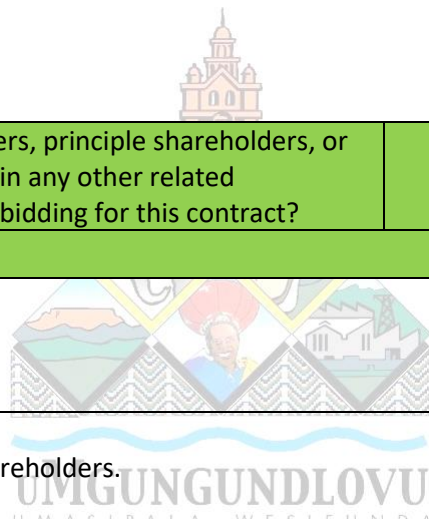 ers, principle shareholders, or
in any other related
bidding for this contract?
reholders.
UMGUNGUNDLOVU